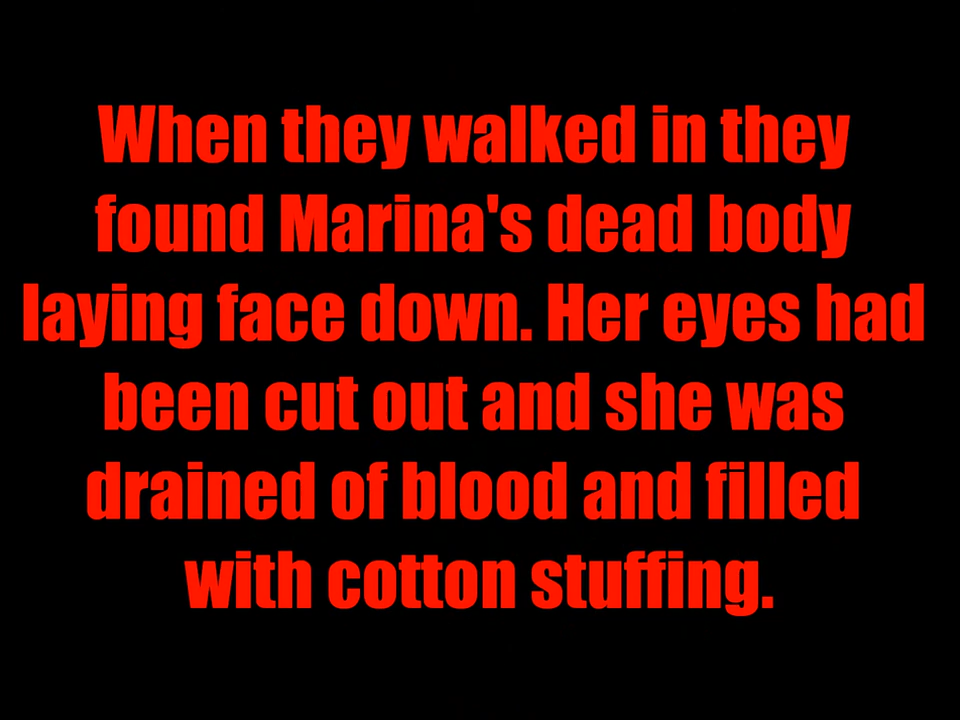 When they walked in they
found Marina's dead body
laying face down. Her eyes had
been cut out and she was
drained of blood and filled
with cotton stuffing.